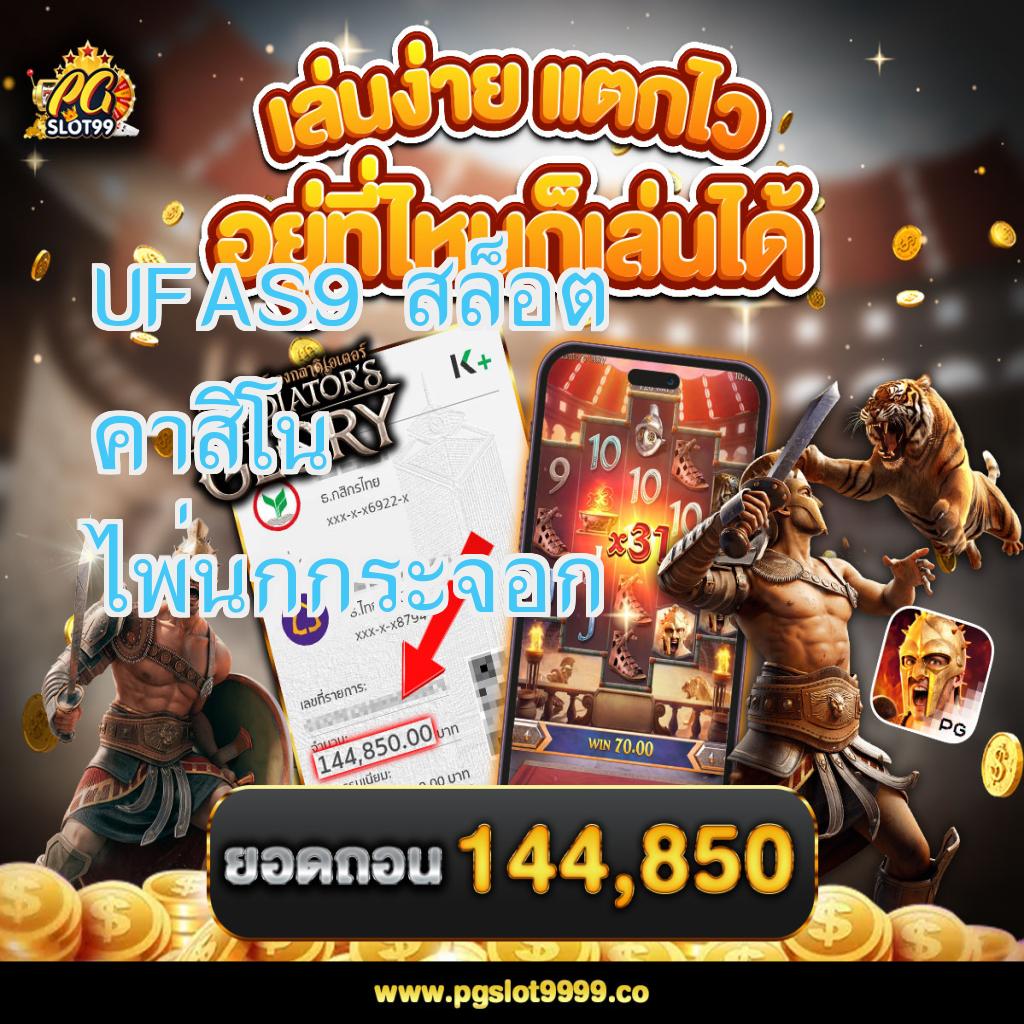 PG
SLOT99
เล่นง่าย แตกไว
อยู่ที่ไหนก็เล่นได้
UFAS9 สล็อต
คาสิโน
ไพ่นกกระจอก
K+
ธ.กสิกรไทย
xxx-x-x6922-x
xxx-x-x8794
เลขที่รายการ:
จำนวน:
144,850.00 บาท
บาท
9
10
10
10
x31
WIN 70.00
PG
ยอดถอน 144,850
www.pgslot9999.co